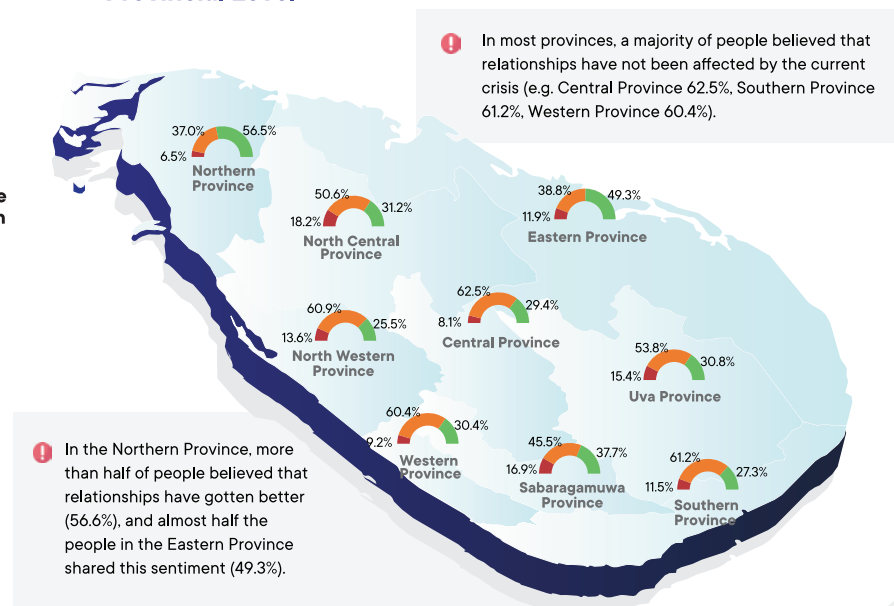 In most provinces, a majority of people believed that
relationships have not been affected by the current
crisis (e.g. Central Province 62.5%, Southern Province
61.2%, Western Province 60.4%).
37.0%
56.5%
6.5%
Northern
Province
50.6%
31.2%
18.2%
North Central
Province
38.8%
49.3%
11.9%
Eastern Province
60.9%
25.5%
13.6%
North Western
Province
62.5%
29.4%
8.1%
Central Province
53.8%
30.8%
15.4%
Uva Province
60.4%
30.4%
9.2%
Western
Province
45.5%
37.7%
16.9%
Sabaragamuwa
Province
61.2%
27.3%
11.5%
Southern
Province
In the Northern Province, more
than half of people believed that
relationships have gotten better
(56.6%), and almost half the
people in the Eastern Province
shared this sentiment (49.3%).